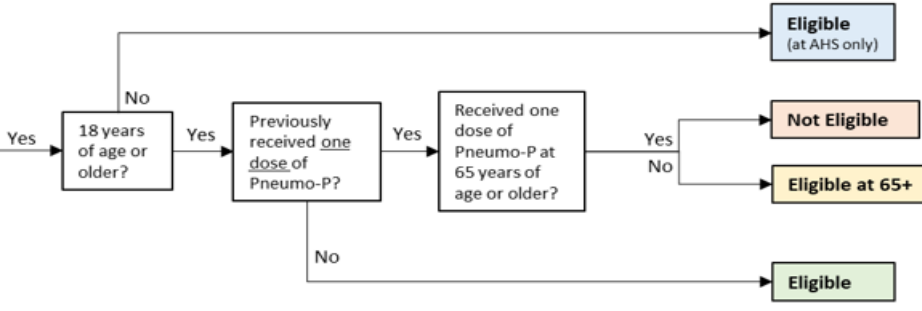 Eligible
(at AHS only)
No
Yes
18 years
of age or
older?
Yes
Previously
received one
dose of
Pneumo-P?
Yes
Received one
dose of
Pneumo-P at
65 years of
age or older?
Yes
No
Not Eligible
Eligible at 65+
No
Eligible